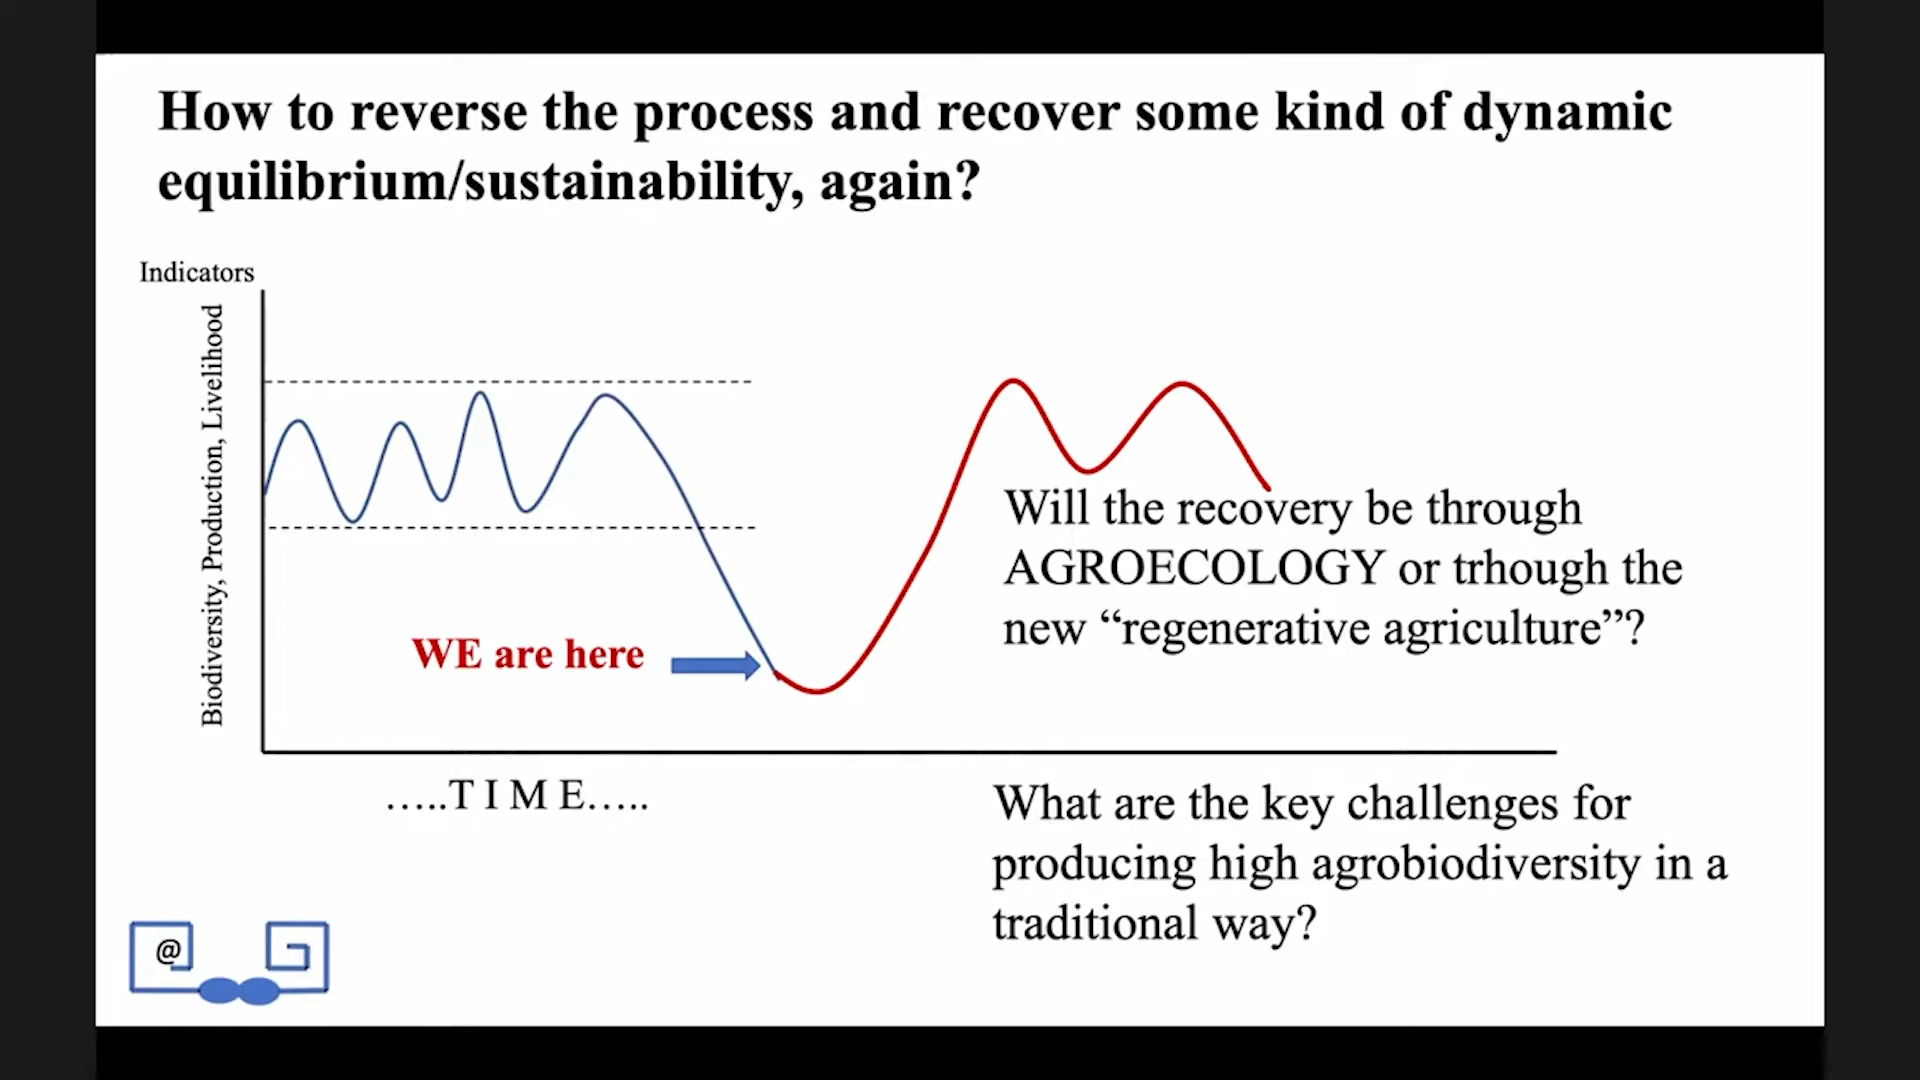 How to reverse the process and recover some kind of dynamic
equilibrium/sustainability, again?
Indicators
Biodiversity, Production, Livelihood
Will the recovery be through
AGROECOLOGY or trhough the
new “regenerative agriculture”?
WE are here
…..T I M E…..
What are the key challenges for
producing high agrobiodiversity in a
traditional way?
@